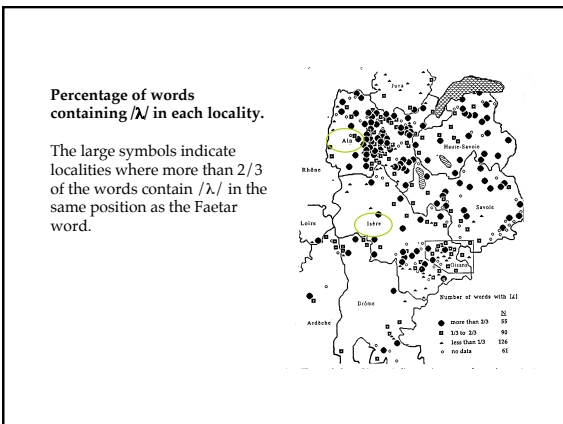 Percentage of words
containing /λ/ in each locality.
The large symbols indicate
localities where more than 2/3
of the words contain /λ/ in the
same position as the Faetar
word.
Jura
Ain
Haute-Savoie
Rhône
Savoie
Loire
Isère
Oisans
Drôme
Ardèche
Number of words with [λ]
N
more than 2/3 55
1/3 to 2/3 90
less than 1/3 126
no data 61